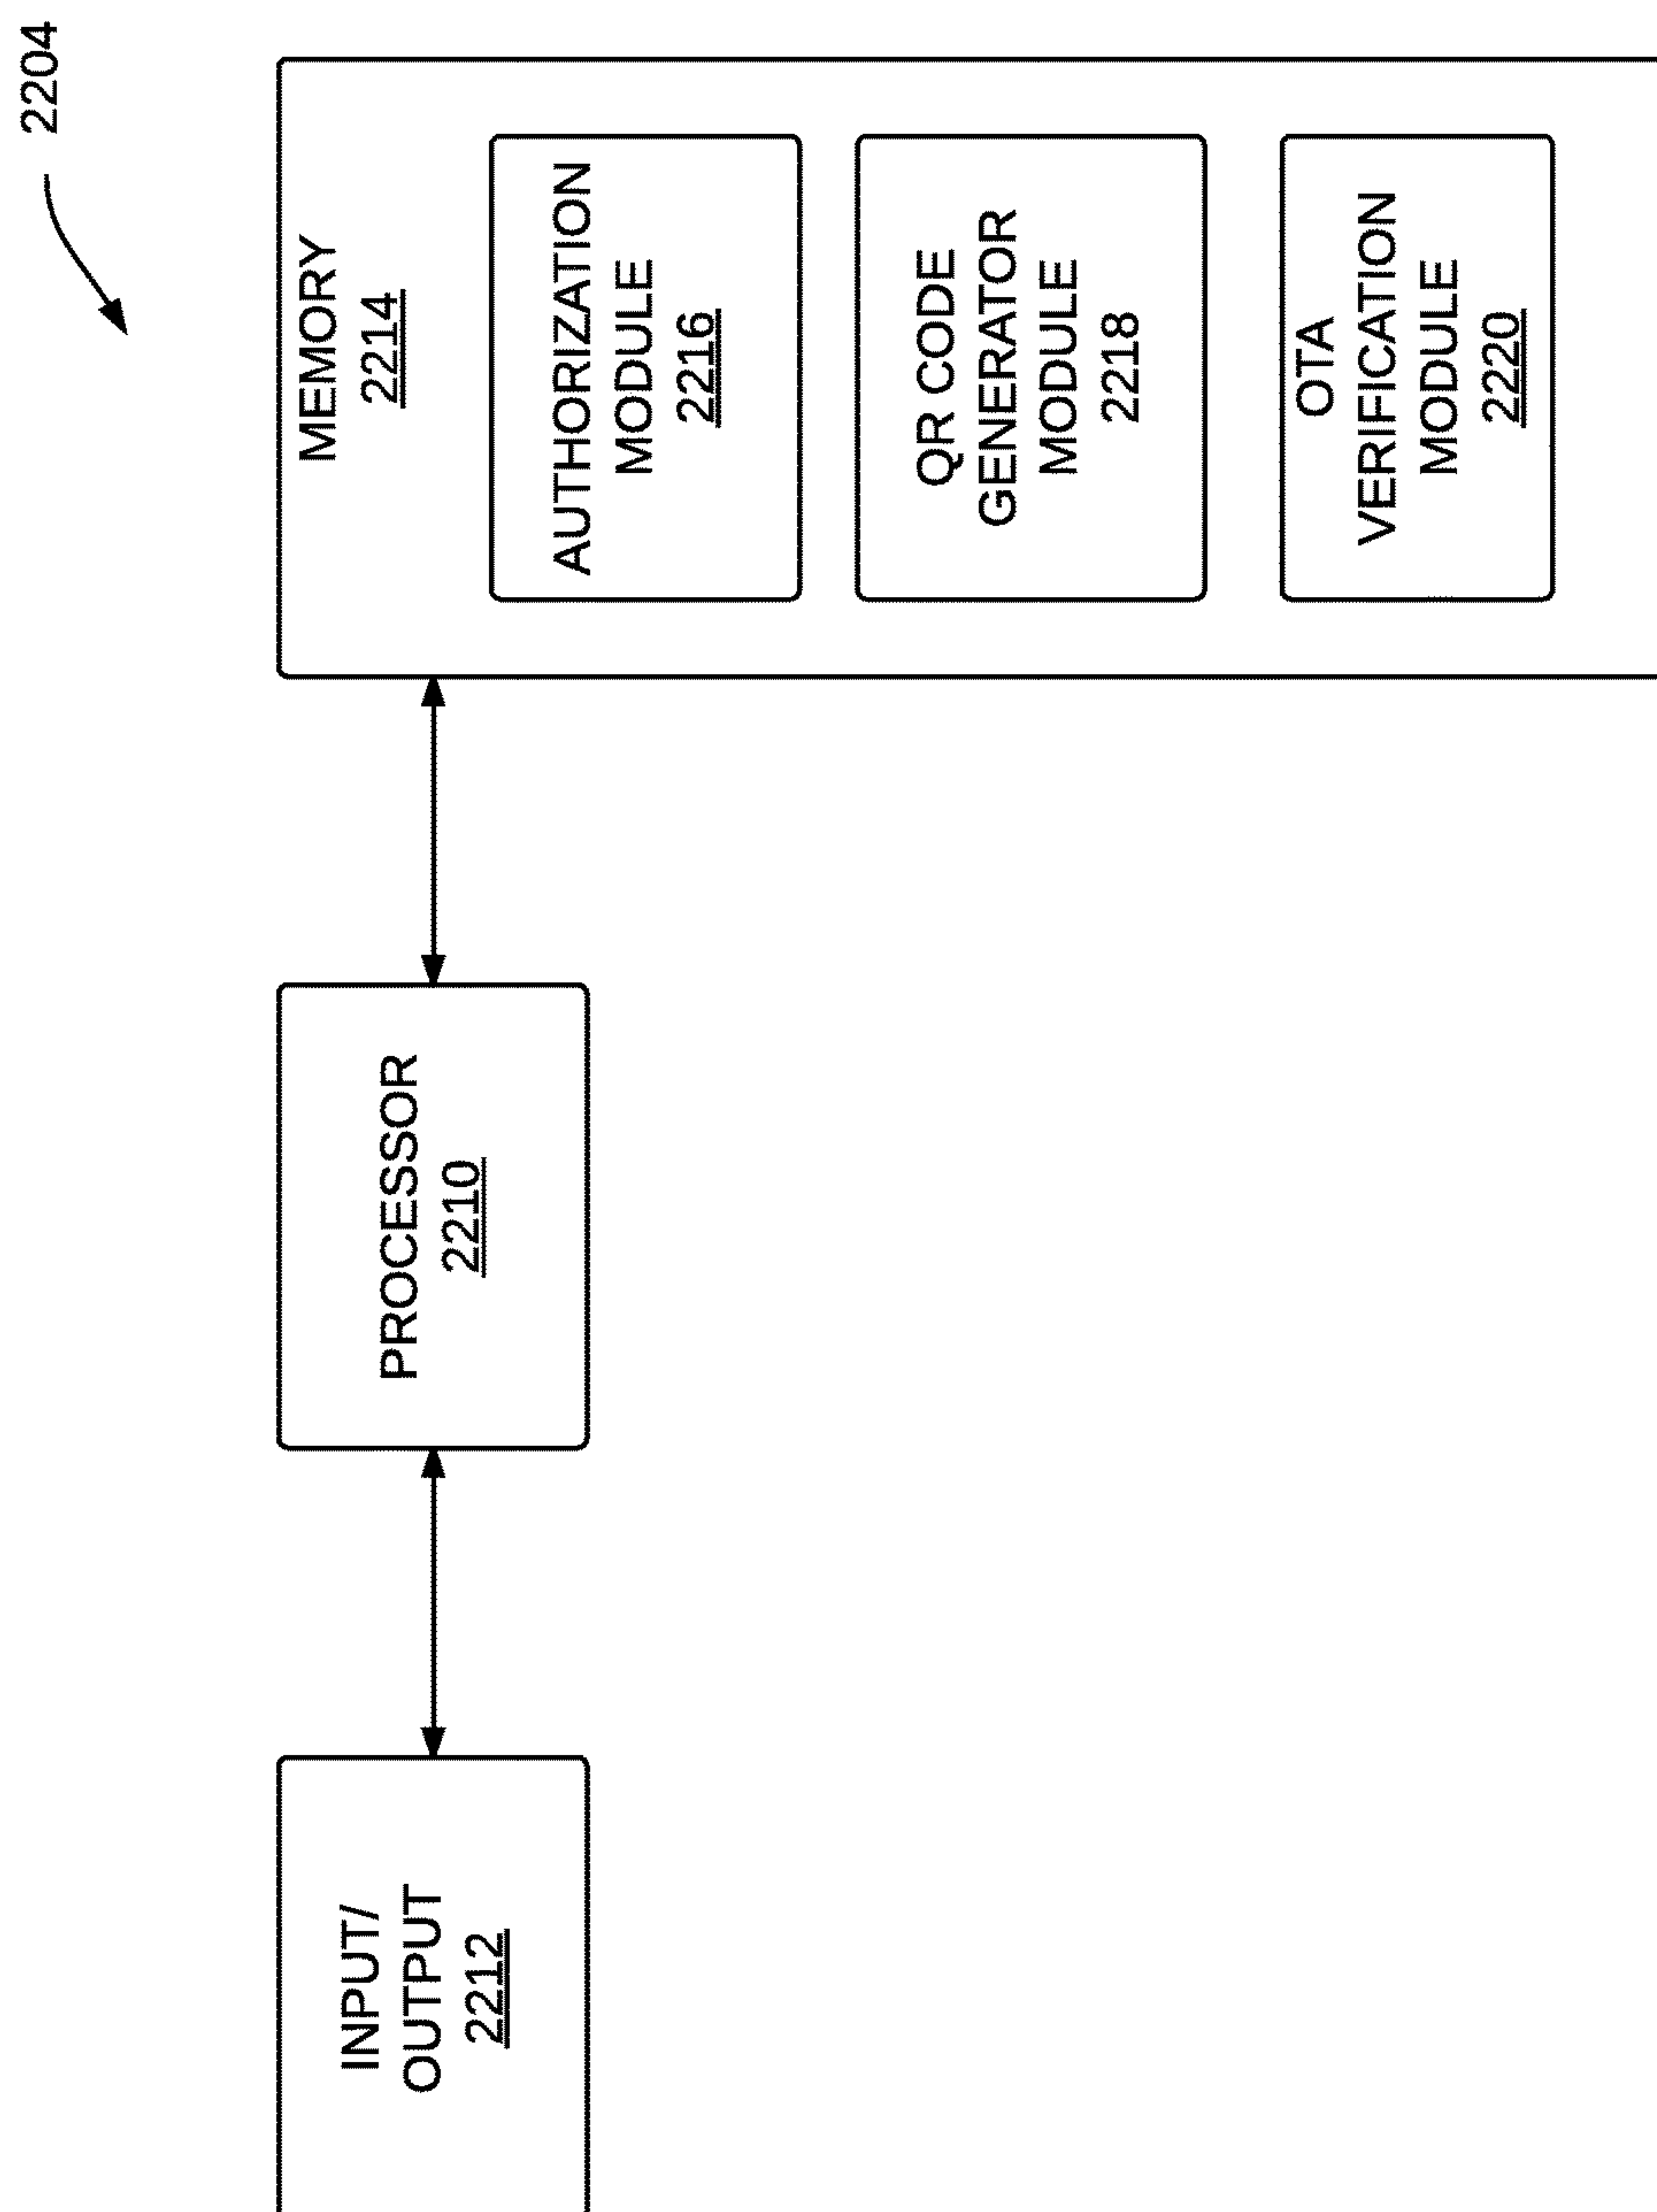 2204
INPUT/
OUTPUT
2212
PROCESSOR
2210
MEMORY
2214
AUTHORIZATION
MODULE
2216
QR CODE
GENERATOR
MODULE
2218
OTA
VERIFICATION
MODULE
2220